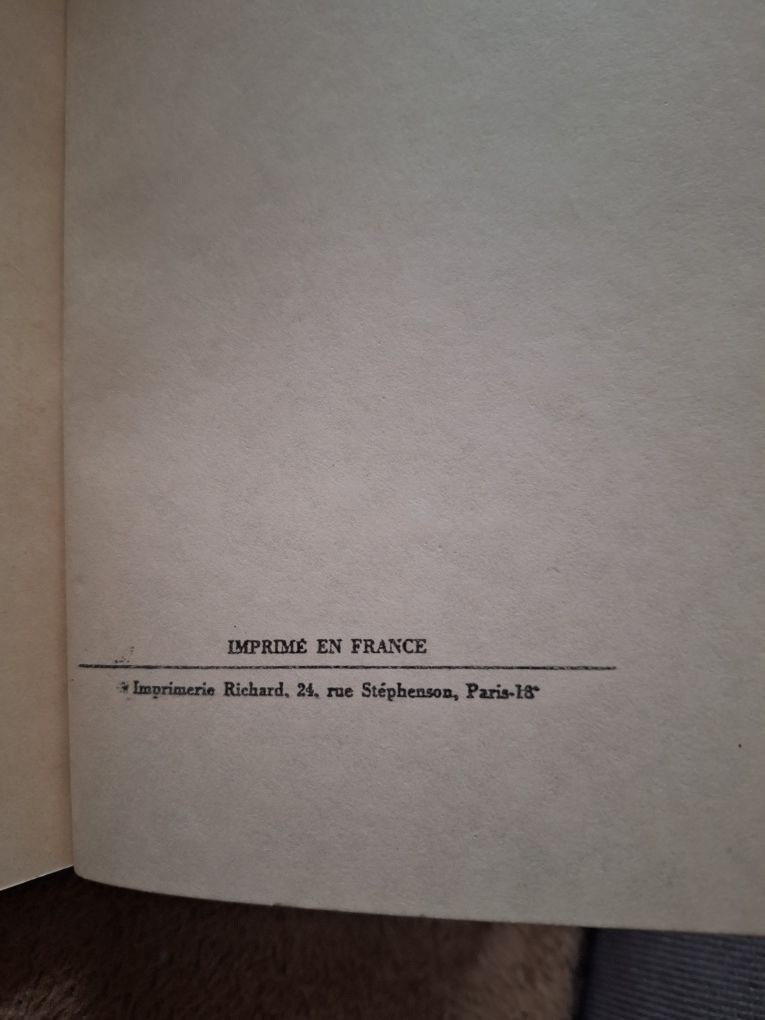 IMPRIMÉ EN FRANCE
Imprimerie Richard, 24, rue Stéphenson, Paris-18ᵉ